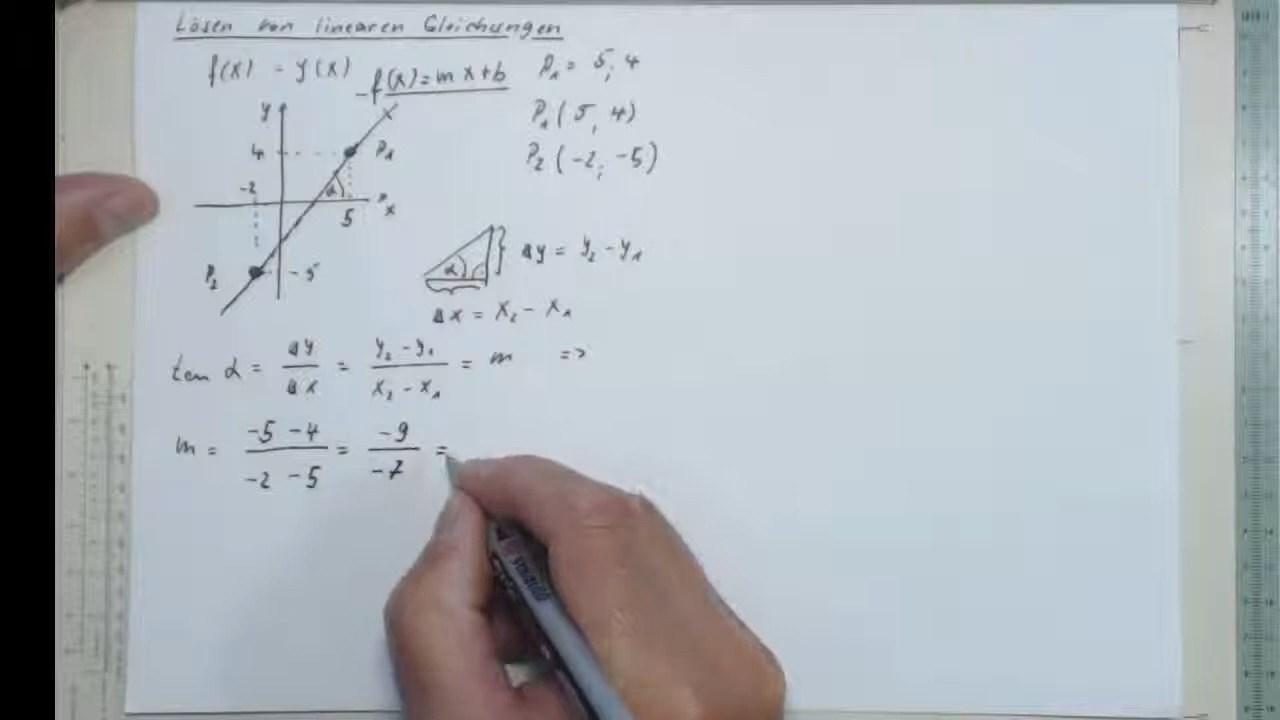 Lösen von linearen Gleichungen
f(x) = y(x)
f(x) = m x + b
P₁ = 5; 4
P₁ ( 5, 4)
P₂ (-2; -5)
y
4
P₁
-2
α
5
x
P₂
-5
α
Δy = y₂ - y₁
Δx = x₂ - x₁
tan α = Δy / Δx = (y₂ - y₁) / (x₂ - x₁) = m =>
m = (-5 - 4) / (-2 - 5) = -9 / -7 =